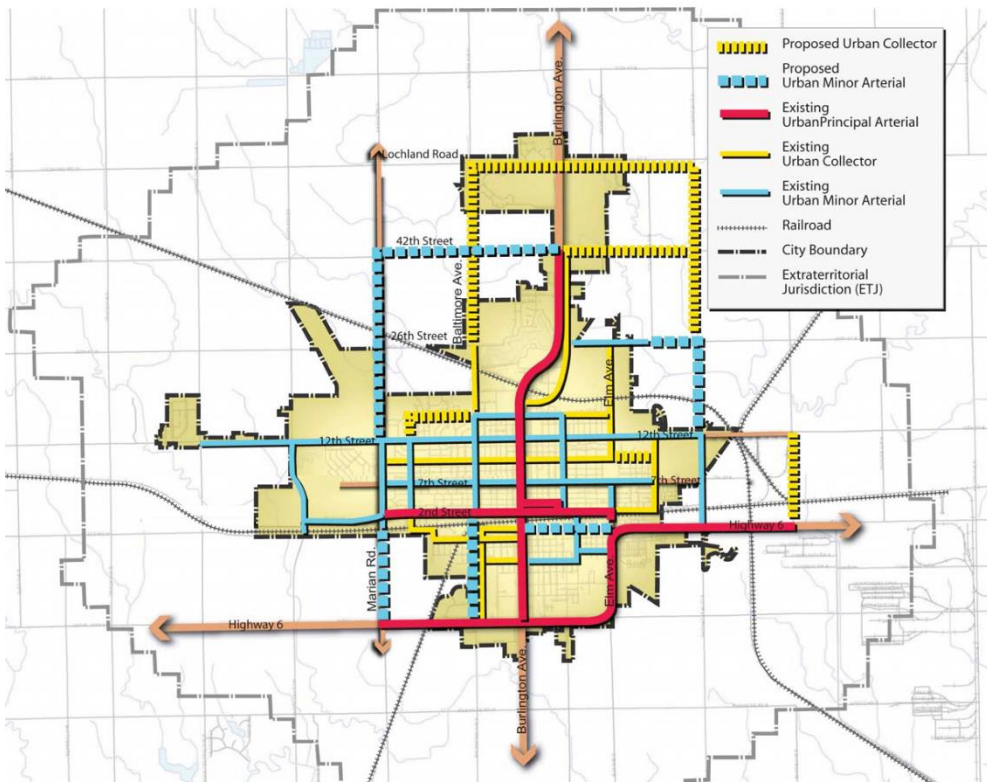 Proposed Urban Collector
Proposed
Urban Minor Arterial
Existing
UrbanPrincipal Arterial
Existing
Urban Collector
Existing
Urban Minor Arterial
Railroad
City Boundary
Extraterritorial
Jurisdiction (ETJ)
Burlington Ave.
Lochland Road
42th Street
Baltimore Ave.
26th Street
Elm Ave.
12th Street
12th Street
7th Street
7th Street
2nd Street
Highway 6
Marian Rd.
Elm Ave.
Highway 6
Burlington Ave.